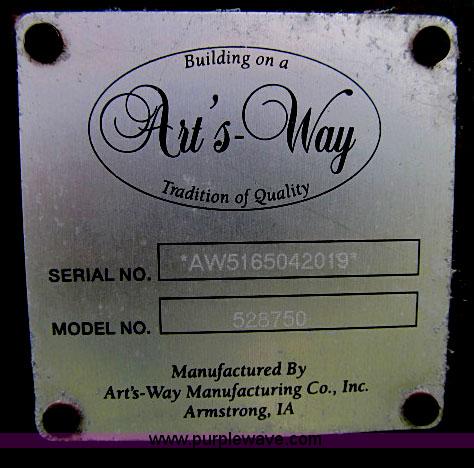 Building on a
Art's-Way
Tradition of Quality
SERIAL NO. *AW5165042019*
MODEL NO. 528750
Manufactured By
Art's-Way Manufacturing Co., Inc.
Armstrong, IA
www.purplewave.com